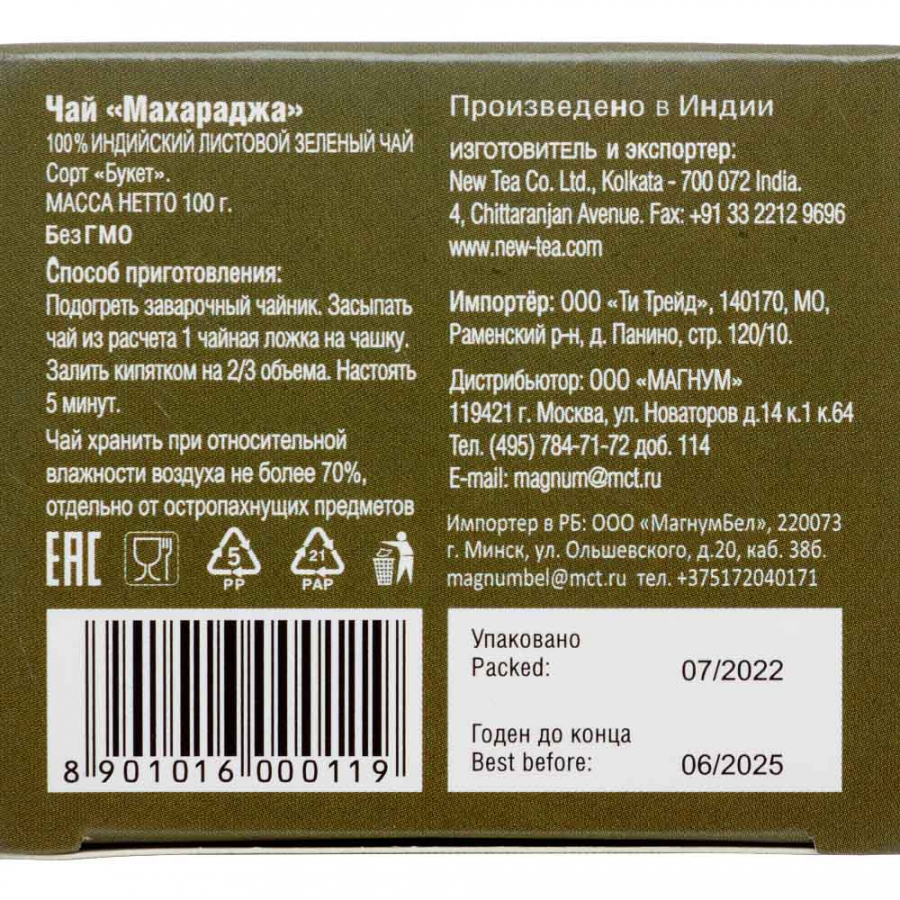 Чай «Махараджа»
100% ИНДИЙСКИЙ ЛИСТОВОЙ ЗЕЛЕНЫЙ ЧАЙ
Сорт «Букет».
МАССА НЕТТО 100 г.
Без ГМО
Способ приготовления:
Подогреть заварочный чайник. Засыпать
чай из расчета 1 чайная ложка на чашку.
Залить кипятком на 2/3 объема. Настоять
5 минут.
Чай хранить при относительной
влажности воздуха не более 70%,
отдельно от остропахнущих предметов
EAC
5
PP
21
PAP
8 901016 000119
Произведено в Индии
ИЗГОТОВИТЕЛЬ и экспортер:
New Tea Co. Ltd., Kolkata - 700 072 India.
4, Chittaranjan Avenue. Fax: +91 33 2212 9696
www.new-tea.com
Импортёр: ООО «Ти Трейд», 140170, МО,
Раменский р-н, д. Панино, стр. 120/10.
Дистрибьютор: ООО «МАГНУМ»
119421 г. Москва, ул. Новаторов д.14 к.1 к.64
Тел. (495) 784-71-72 доб. 114
E-mail: magnum@mct.ru
Импортер в РБ: ООО «МагнумБел», 220073
г. Минск, ул. Ольшевского, д.20, каб. 38б.
magnumbel@mct.ru тел. +375172040171
Упаковано
Packed: 07/2022
Годен до конца
Best before: 06/2025